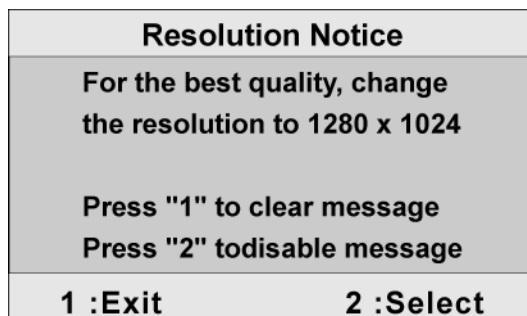 Resolution Notice
For the best quality, change
the resolution to 1280 x 1024
Press "1" to clear message
Press "2" todisable message
1 :Exit 2 :Select